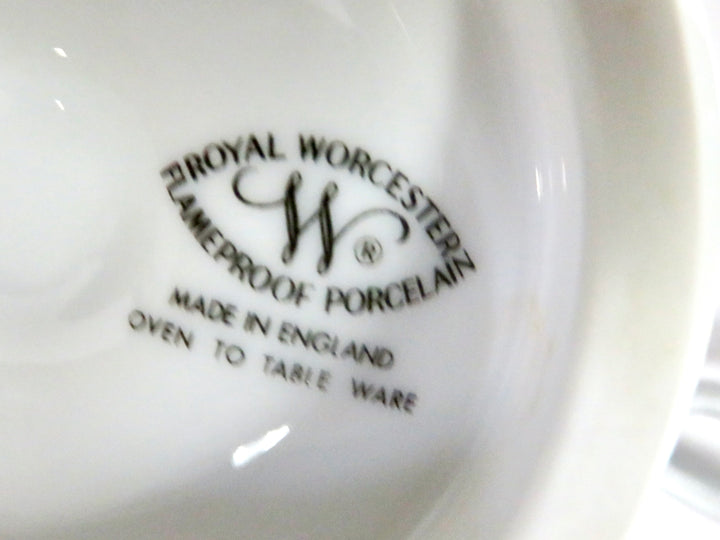 ROYAL WORCESTER
W ®
FLAMEPROOF PORCELAIN
MADE IN ENGLAND
OVEN TO TABLE WARE